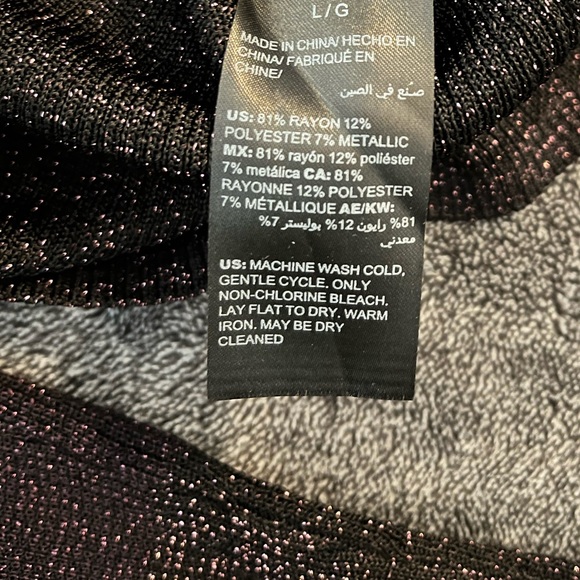 L/G
MADE IN CHINA/ HECHO EN
CHINA/ FABRIQUÉ EN
CHINE/
صنع في الصين
US: 81% RAYON 12%
POLYESTER 7% METALLIC
MX: 81% rayón 12% poliéster
7% metálica CA: 81%
RAYONNE 12% POLYESTER
7% MÉTALLIQUE AE/KW:
81% رايون 12% بوليستر 7%
معدني
US: MACHINE WASH COLD,
GENTLE CYCLE. ONLY
NON-CHLORINE BLEACH.
LAY FLAT TO DRY. WARM
IRON. MAY BE DRY
CLEANED